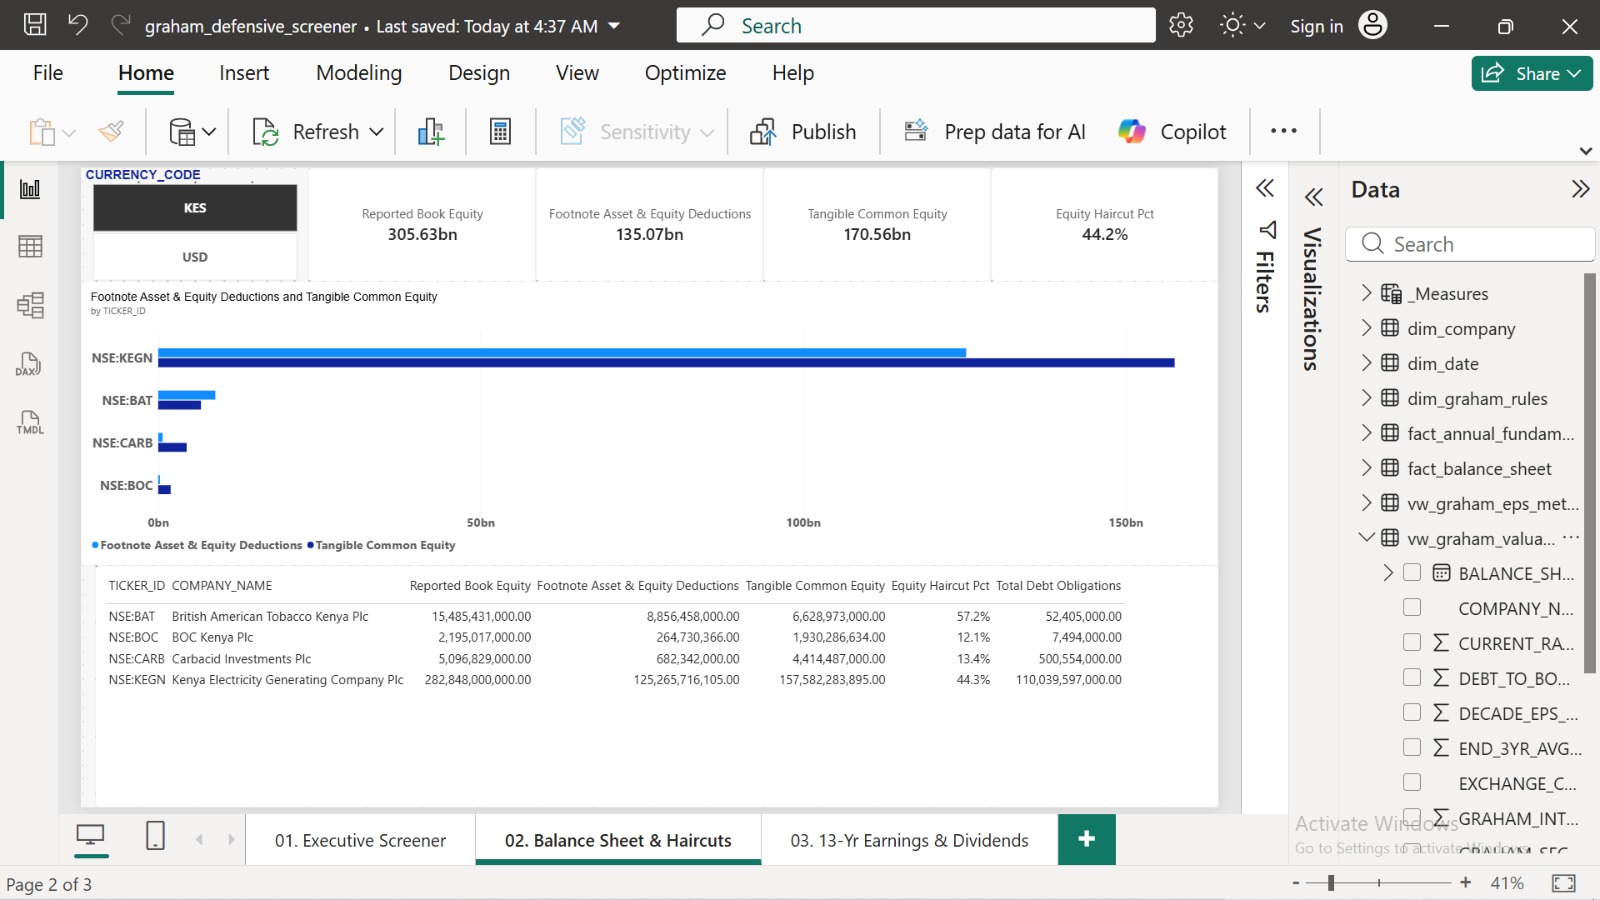 graham_defensive_screener • Last saved: Today at 4:37 AM
Search
Sign in
File Home Insert Modeling Design View Optimize Help
Share
Refresh
Sensitivity
Publish
Prep data for AI
Copilot
CURRENCY_CODE
KES
USD
Reported Book Equity
305.63bn
Footnote Asset & Equity Deductions
135.07bn
Tangible Common Equity
170.56bn
Equity Haircut Pct
44.2%
Footnote Asset & Equity Deductions and Tangible Common Equity
by TICKER_ID
NSE:KEGN
NSE:BAT
NSE:CARB
NSE:BOC
0bn 50bn 100bn 150bn
Footnote Asset & Equity Deductions Tangible Common Equity
TICKER_ID COMPANY_NAME Reported Book Equity Footnote Asset & Equity Deductions Tangible Common Equity Equity Haircut Pct Total Debt Obligations
NSE:BAT British American Tobacco Kenya Plc 15,485,431,000.00 8,856,458,000.00 6,628,973,000.00 57.2% 52,405,000.00
NSE:BOC BOC Kenya Plc 2,195,017,000.00 264,730,366.00 1,930,286,634.00 12.1% 7,494,000.00
NSE:CARB Carbacid Investments Plc 5,096,829,000.00 682,342,000.00 4,414,487,000.00 13.4% 500,554,000.00
NSE:KEGN Kenya Electricity Generating Company Plc 282,848,000,000.00 125,265,716,105.00 157,582,283,895.00 44.3% 110,039,597,000.00
DAX
TMDL
Filters
Visualizations
Data
Search
_Measures
dim_company
dim_date
dim_graham_rules
fact_annual_fundam...
fact_balance_sheet
vw_graham_eps_met...
vw_graham_valua...
BALANCE_SH...
COMPANY_N...
CURRENT_RA...
DEBT_TO_BO...
DECADE_EPS_...
END_3YR_AVG...
EXCHANGE_C...
GRAHAM_INT...
Activate Windows
Go to Settings to activate Windows.
01. Executive Screener
02. Balance Sheet & Haircuts
03. 13-Yr Earnings & Dividends
Page 2 of 3
41%